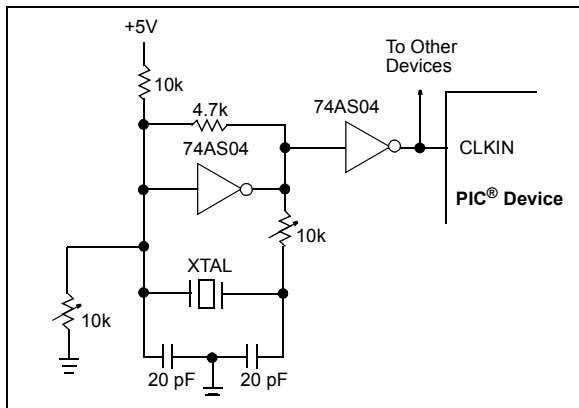 +5V
10k
4.7k
74AS04
74AS04
To Other
Devices
CLKIN
PIC® Device
10k
XTAL
10k
20 pF
20 pF